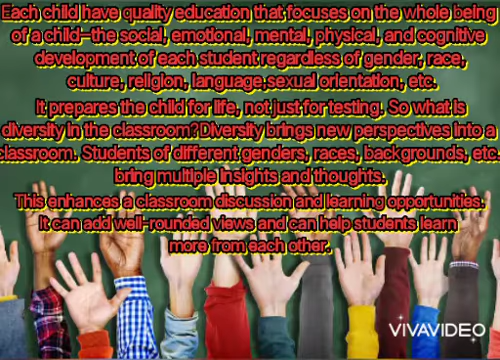 Each child have quality education that focuses on the whole being
of a child—the social, emotional, mental, physical, and cognitive
development of each student regardless of gender, race,
culture, religion, language,sexual orientation, etc.
It prepares the child for life, not just for testing. So what is
diversity in the classroom?Diversity brings new perspectives into a
classroom. Students of different genders, races, backgrounds, etc.
bring multiple insights and thoughts.
This enhances a classroom discussion and learning opportunities.
It can add well-rounded views and can help students learn
more from each other.
VIVAVIDEO